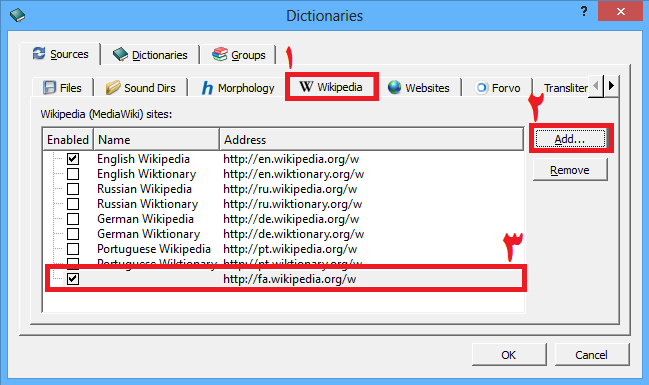 Dictionaries
?
Sources Dictionaries Groups
۱
Files Sound Dirs Morphology Wikipedia Websites Forvo Transliter
h W
Wikipedia (MediaWiki) sites:
۲
Enabled Name Address
Add...
English Wikipedia http://en.wikipedia.org/w
English Wiktionary http://en.wiktionary.org/w
Remove
Russian Wikipedia http://ru.wikipedia.org/w
Russian Wiktionary http://ru.wiktionary.org/w
German Wikipedia http://de.wikipedia.org/w
German Wiktionary http://de.wiktionary.org/w
Portuguese Wikipedia http://pt.wikipedia.org/w
۳
Portuguese Wiktionary http://pt.wiktionary.org/w
http://fa.wikipedia.org/w
OK Cancel